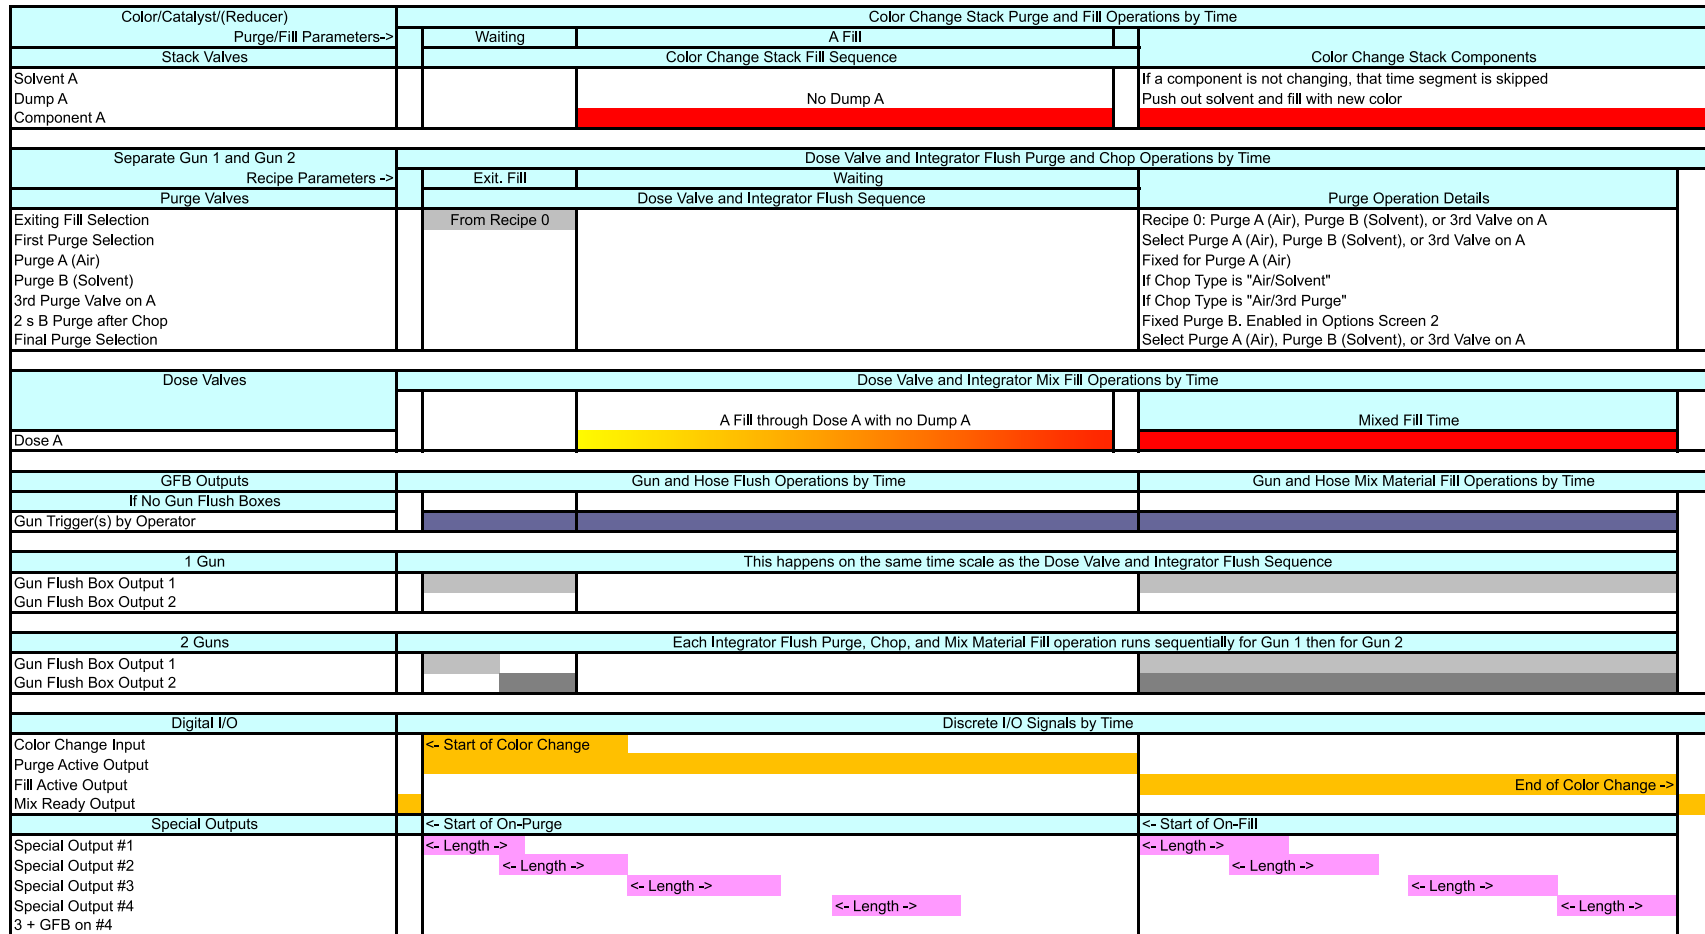 Color/Catalyst/(Reducer) Color Change Stack Purge and Fill Operations by Time
Purge/Fill Parameters-> Waiting A Fill
Stack Valves Color Change Stack Fill Sequence Color Change Stack Components
Solvent A If a component is not changing, that time segment is skipped
Dump A No Dump A Push out solvent and fill with new color
Component A
Separate Gun 1 and Gun 2 Dose Valve and Integrator Flush Purge and Chop Operations by Time
Recipe Parameters -> Exit. Fill Waiting
Purge Valves Dose Valve and Integrator Flush Sequence Purge Operation Details
Exiting Fill Selection From Recipe 0 Recipe 0: Purge A (Air), Purge B (Solvent), or 3rd Valve on A
First Purge Selection Select Purge A (Air), Purge B (Solvent), or 3rd Valve on A
Purge A (Air) Fixed for Purge A (Air)
Purge B (Solvent) If Chop Type is "Air/Solvent"
3rd Purge Valve on A If Chop Type is "Air/3rd Purge"
2 s B Purge after Chop Fixed Purge B. Enabled in Options Screen 2
Final Purge Selection Select Purge A (Air), Purge B (Solvent), or 3rd Valve on A
Dose Valves Dose Valve and Integrator Mix Fill Operations by Time
A Fill through Dose A with no Dump A Mixed Fill Time
Dose A
GFB Outputs Gun and Hose Flush Operations by Time Gun and Hose Mix Material Fill Operations by Time
If No Gun Flush Boxes
Gun Trigger(s) by Operator
1 Gun This happens on the same time scale as the Dose Valve and Integrator Flush Sequence
Gun Flush Box Output 1
Gun Flush Box Output 2
2 Guns Each Integrator Flush Purge, Chop, and Mix Material Fill operation runs sequentially for Gun 1 then for Gun 2
Gun Flush Box Output 1
Gun Flush Box Output 2
Digital I/O Discrete I/O Signals by Time
Color Change Input <- Start of Color Change
Purge Active Output
Fill Active Output End of Color Change ->
Mix Ready Output
Special Outputs <- Start of On-Purge <- Start of On-Fill
Special Output #1 <- Length -> <- Length ->
Special Output #2 <- Length -> <- Length ->
Special Output #3 <- Length -> <- Length ->
Special Output #4 <- Length -> <- Length ->
3 + GFB on #4